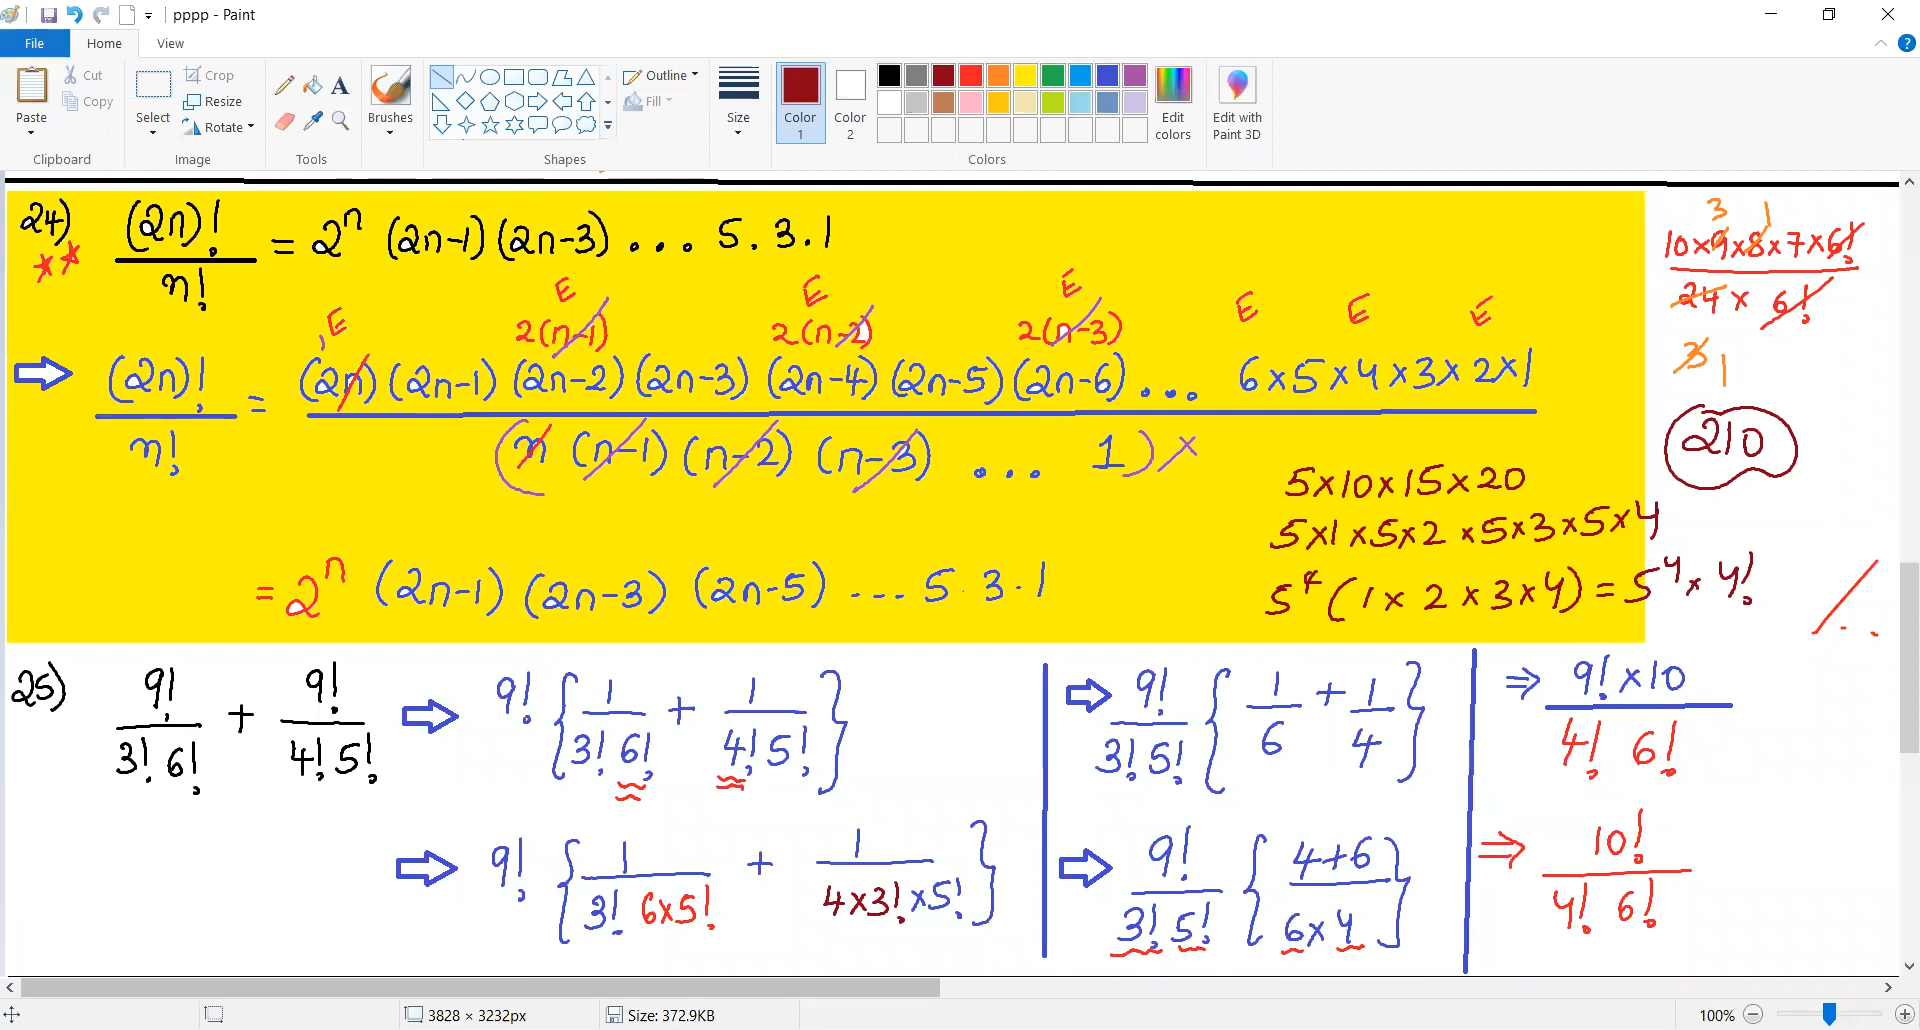 pppp - Paint
File Home View
Paste Cut Copy Select Crop Resize Rotate Brushes Outline Fill Size Color 1 Color 2 Edit colors Edit with Paint 3D
Clipboard Image Tools Shapes Colors
24) (2n)!/n! = 2^n (2n-1)(2n-3) ... 5.3.1
**
E E E E E E E
2(n-1) 2(n-2) 2(n-3)
⇨ (2n)!/n! = (2n)(2n-1)(2n-2)(2n-3)(2n-4)(2n-5)(2n-6) ... 6×5×4×3×2×1
(n (n-1)(n-2)(n-3) ... 1)×
= 2^n (2n-1)(2n-3)(2n-5) ... 5.3.1
3 1
10×9×8×7×6!
24 × 6!
3 1
210
5×10×15×20
5×1×5×2×5×3×5×4
5^4 (1×2×3×4) = 5^4 × 4!
25) 9!/3!6! + 9!/4!5! ⇨ 9! {1/3!6! + 1/4!5!}
⇨ 9! {1/3! 6×5! + 1/4×3!×5!}
⇨ 9!/3!5! {1/6 + 1/4}
⇨ 9!/3!5! {4+6/6×4}
⇒ 9!×10/4! 6!
⇒ 10!/4! 6!
3828 × 3232px Size: 372.9KB 100%